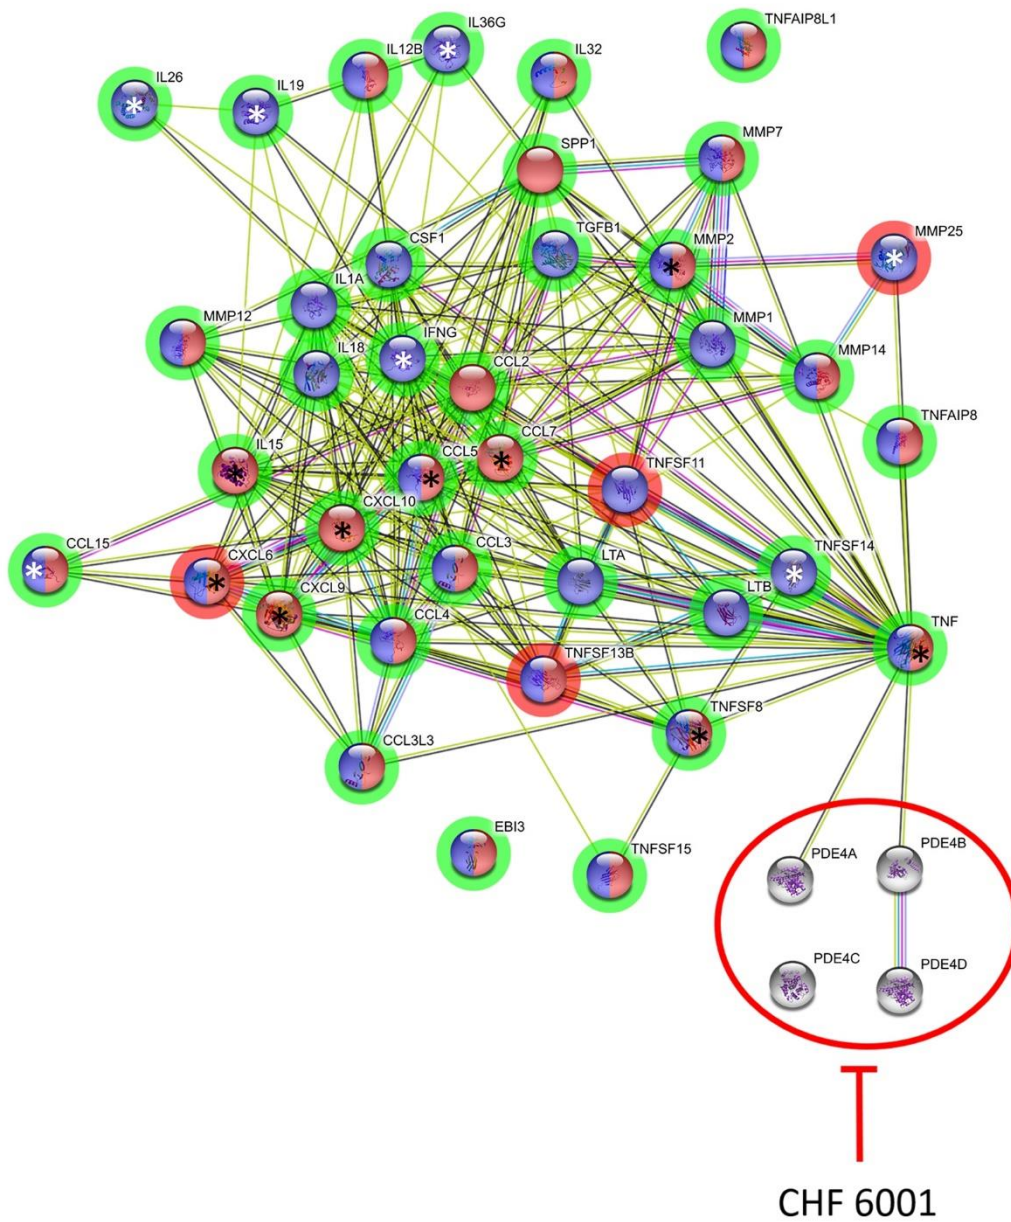 TNFAIP8L1
IL36G
IL12B
IL32
IL26
*
IL19
*
*
SPP1
MMP7
CSF1
TGFB1
MMP2
*
MMP25
*
IL1A
MMP12
IFNG
*
MMP1
IL18
CCL2
MMP14
TNFAIP8
IL15
*
CCL5
*
CCL7
*
TNFSF11
CXCL10
*
CCL15
*
CXCL6
*
CXCL9
*
CCL3
LTA
TNFSF14
*
LTB
CCL4
TNFSF13B
TNF
*
TNFSF8
*
CCL3L3
EBI3
TNFSF15
PDE4A
PDE4B
PDE4C
PDE4D
CHF 6001